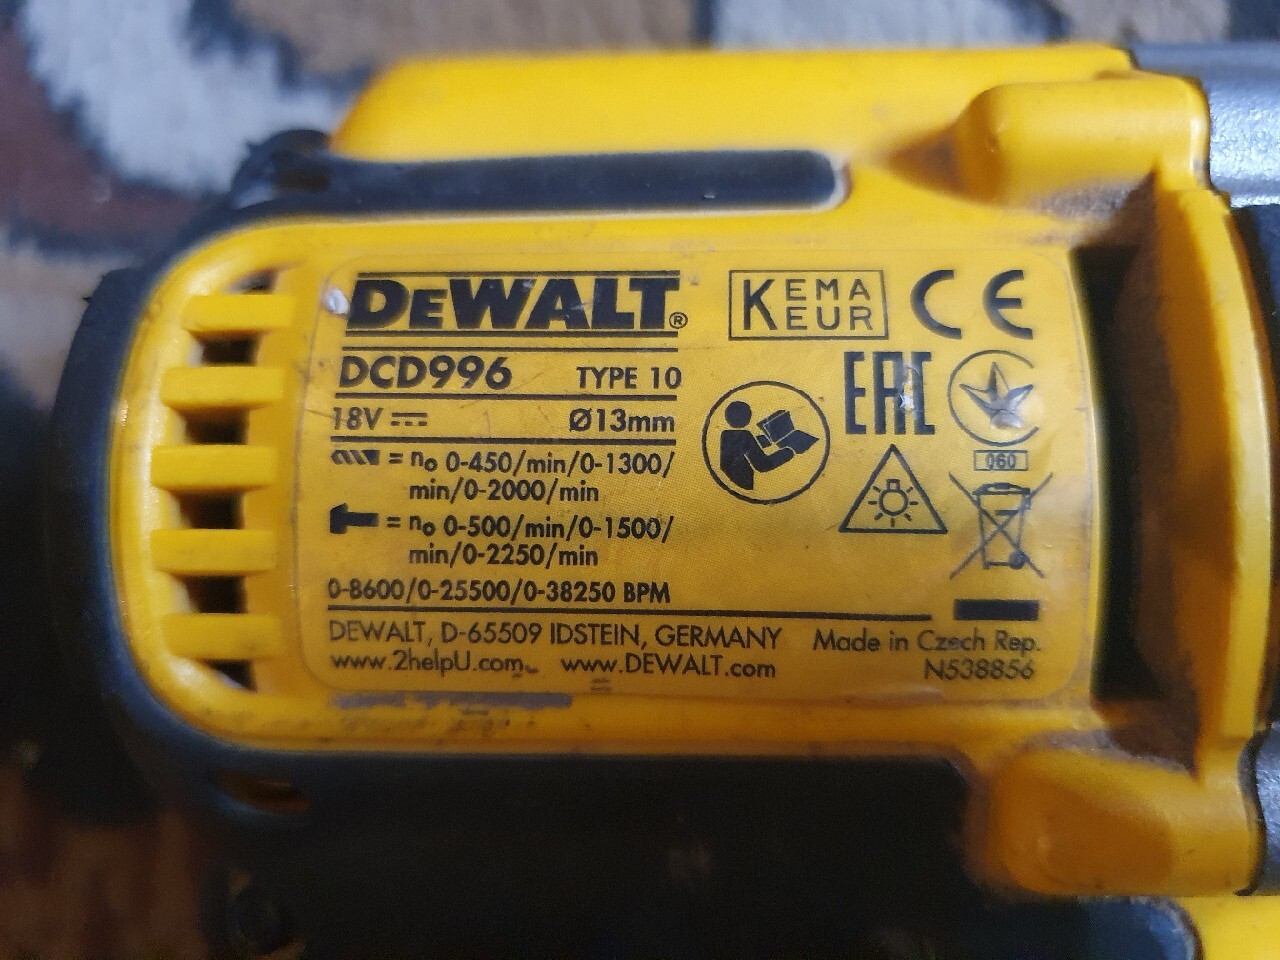 DEWALT®
KEMA
KEUR
CE
DCD996 TYPE 10
EAC
18V Ø13mm
= n₀ 0-450/min/0-1300/
min/0-2000/min
060
= n₀ 0-500/min/0-1500/
min/0-2250/min
0-8600/0-25500/0-38250 BPM
DEWALT, D-65509 IDSTEIN, GERMANY Made in Czech Rep.
www.2helpU.com www.DEWALT.com N538856